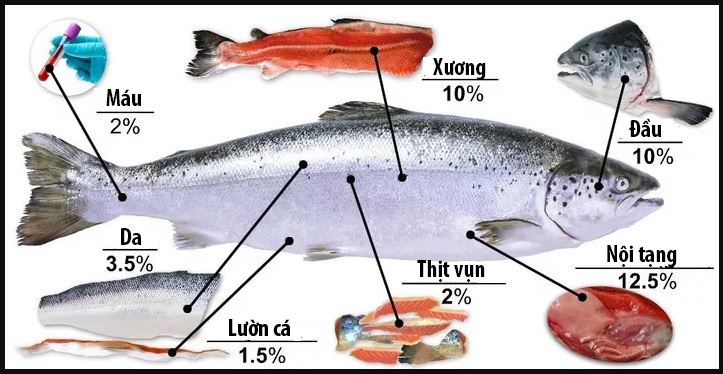 Xương
10%
Máu
2%
Đầu
10%
Da
3.5%
Thịt vụn
2%
Nội tạng
12.5%
Lườn cá
1.5%